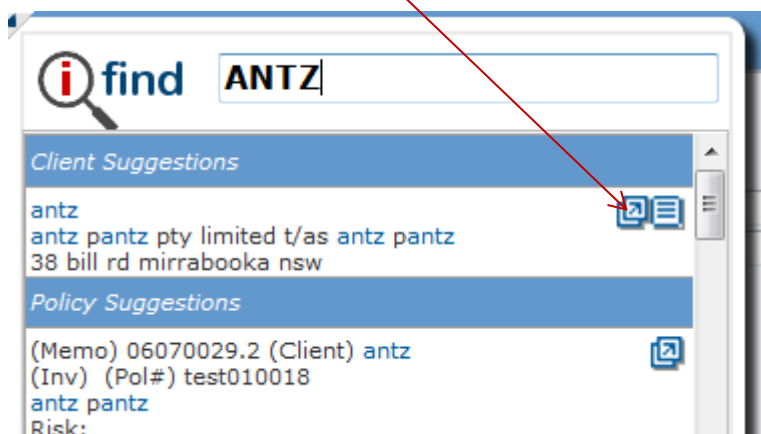 i find ANTZ
Client Suggestions
antz
antz pantz pty limited t/as antz pantz
38 bill rd mirrabooka nsw
Policy Suggestions
(Memo) 06070029.2 (Client) antz
(Inv) (Pol#) test010018
antz pantz
Risk: